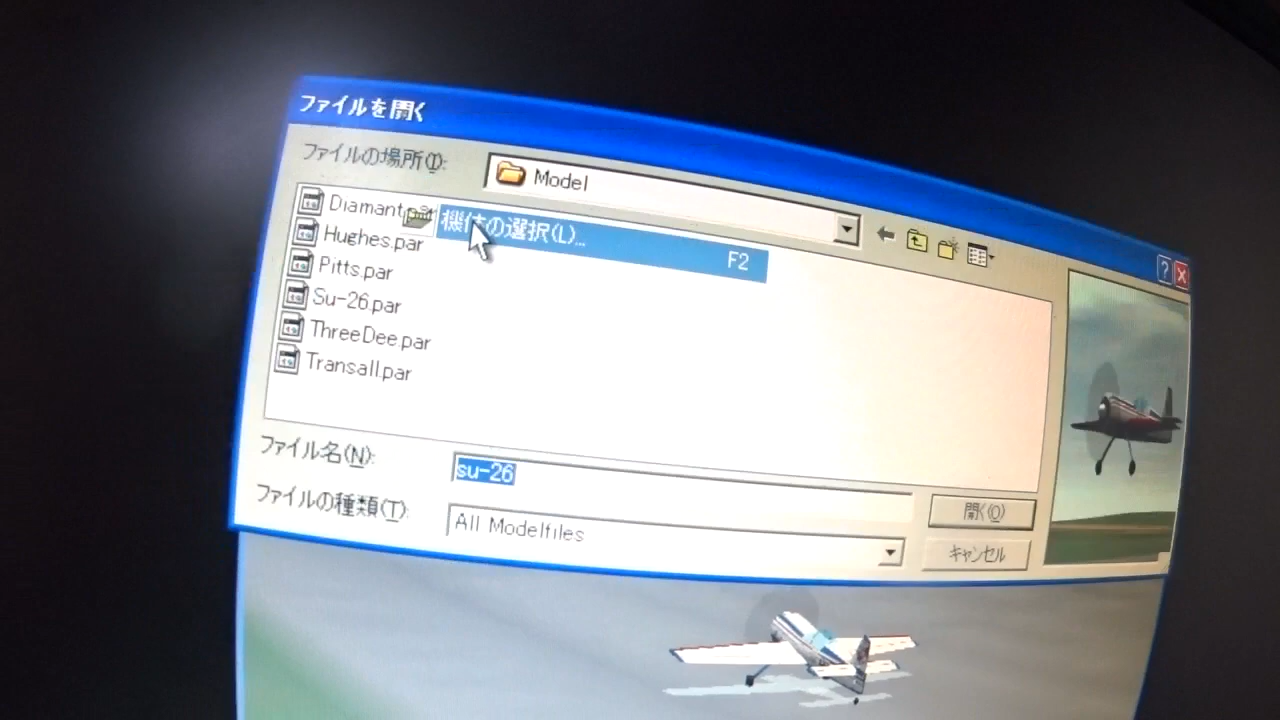 ファイルを開く
ファイルの場所(I):
Model
Diamant.par
機体の選択(L)...
F2
Hughes.par
Pitts.par
Su-26.par
ThreeDee.par
Transall.par
ファイル名(N):
su-26
開く(O)
ファイルの種類(T):
All Modelfiles
キャンセル